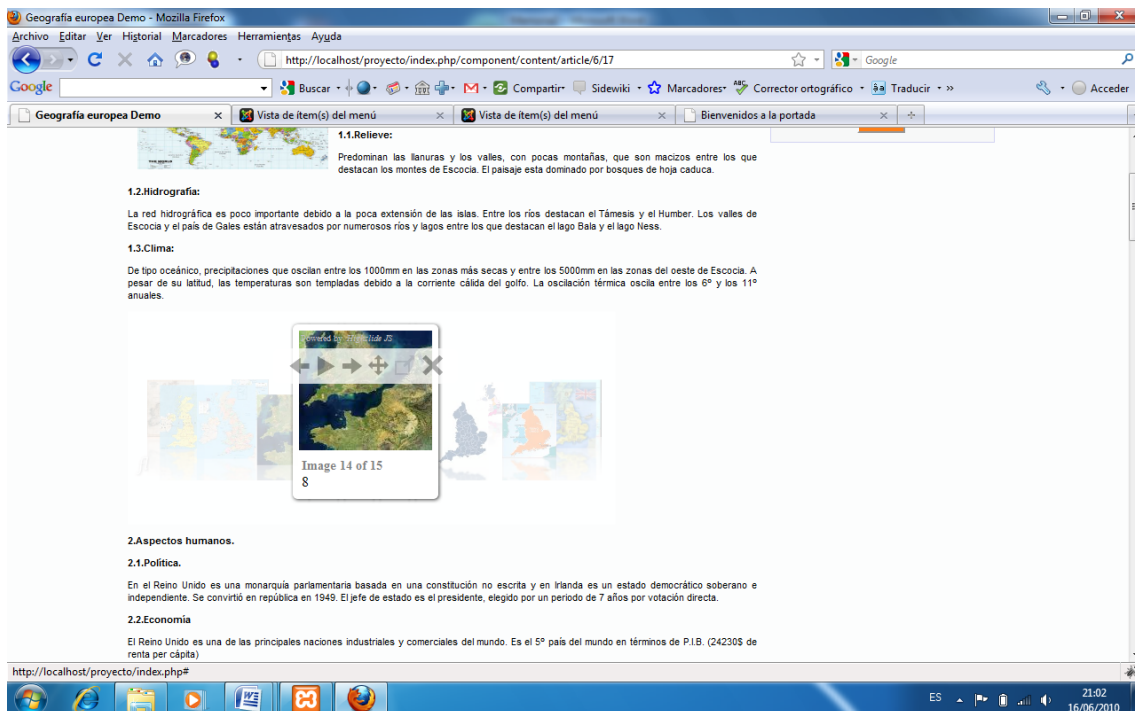 Geografía europea Demo - Mozilla Firefox
Archivo Editar Ver Historial Marcadores Herramientas Ayuda
http://localhost/proyecto/index.php/component/content/article/6/17
Google
Google Buscar Compartir Sidewiki Marcadores Corrector ortográfico Traducir » Acceder
Geografía europea Demo Vista de ítem(s) del menú Vista de ítem(s) del menú Bienvenidos a la portada
1.1.Relieve:
Predominan las llanuras y los valles, con pocas montañas, que son macizos entre los que
destacan los montes de Escocia. El paisaje esta dominado por bosques de hoja caduca.
1.2.Hidrografía:
La red hidrográfica es poco importante debido a la poca extensión de las islas. Entre los ríos destacan el Támesis y el Humber. Los valles de
Escocia y el país de Gales están atravesados por numerosos ríos y lagos entre los que destacan el lago Bala y el lago Ness.
1.3.Clima:
De tipo oceánico, precipitaciones que oscilan entre los 1000mm en las zonas más secas y entre los 5000mm en las zonas del oeste de Escocia. A
pesar de su latitud, las temperaturas son templadas debido a la corriente cálida del golfo. La oscilación térmica oscila entre los 6º y los 11º
anuales.
Powered by JS
Image 14 of 15
8
2.Aspectos humanos.
2.1.Política.
En el Reino Unido es una monarquía parlamentaria basada en una constitución no escrita y en Irlanda es un estado democrático soberano e
independiente. Se convirtió en república en 1949. El jefe de estado es el presidente, elegido por un periodo de 7 años por votación directa.
2.2.Economía
El Reino Unido es una de las principales naciones industriales y comerciales del mundo. Es el 5º país del mundo en términos de P.I.B. (24230$ de
renta per cápita)
http://localhost/proyecto/index.php#
ES
21:02
16/06/2010